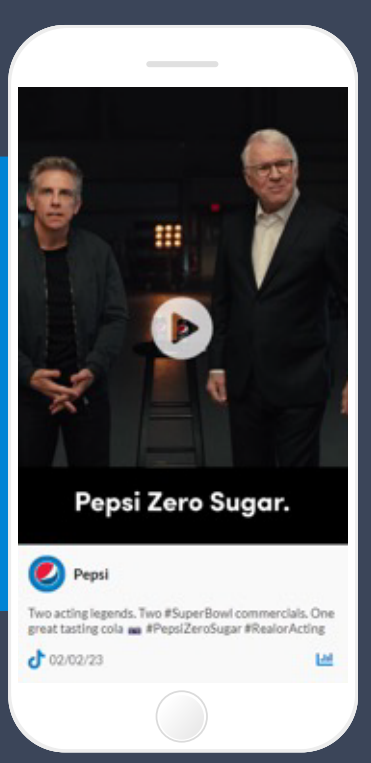 Pepsi Zero Sugar.
Pepsi
Two acting legends. Two #SuperBowl commercials. One
great tasting cola #PepsiZeroSugar #RealorActing
02/02/23